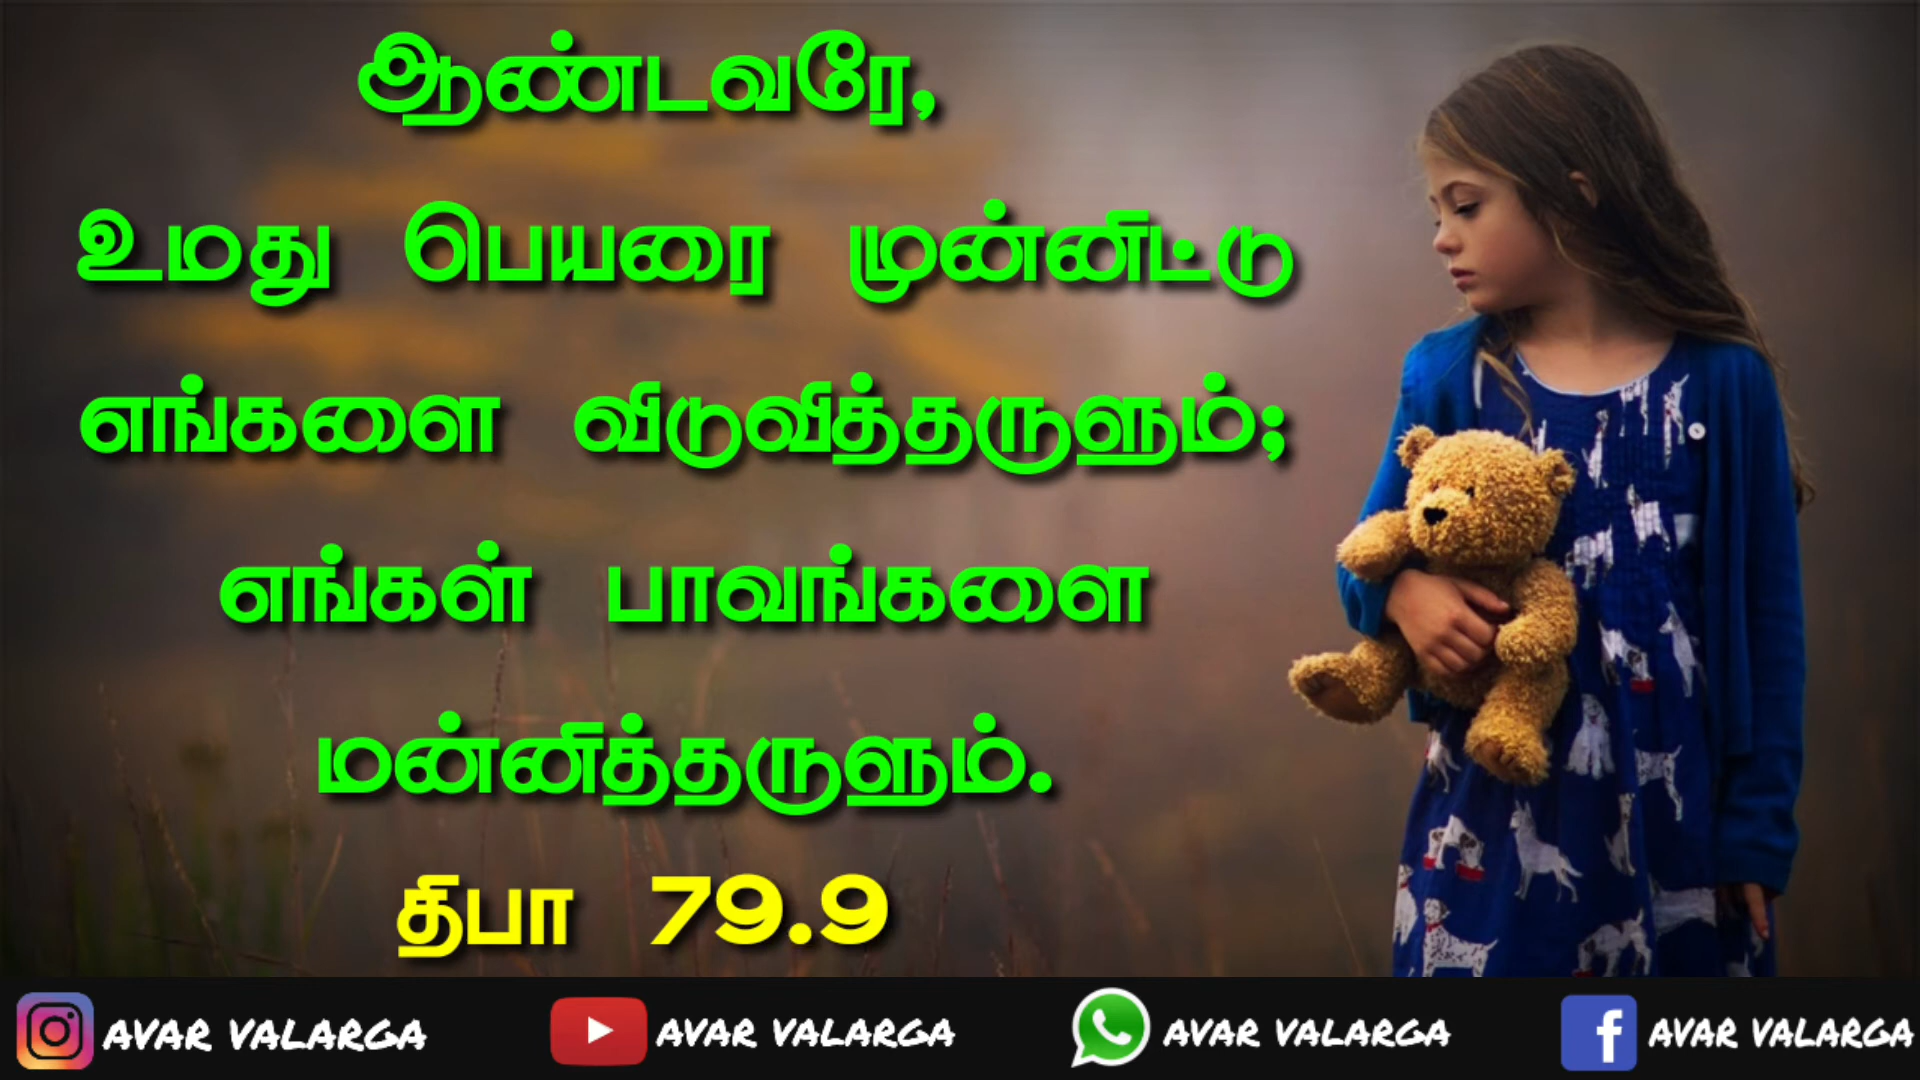 ஆண்டவரே,
உமது பெயரை முன்னிட்டு
எங்களை விடுவித்தருளும்;
எங்கள் பாவங்களை
மன்னித்தருளும்.
திபா 79.9
AVAR VALARGA AVAR VALARGA AVAR VALARGA AVAR VALARGA